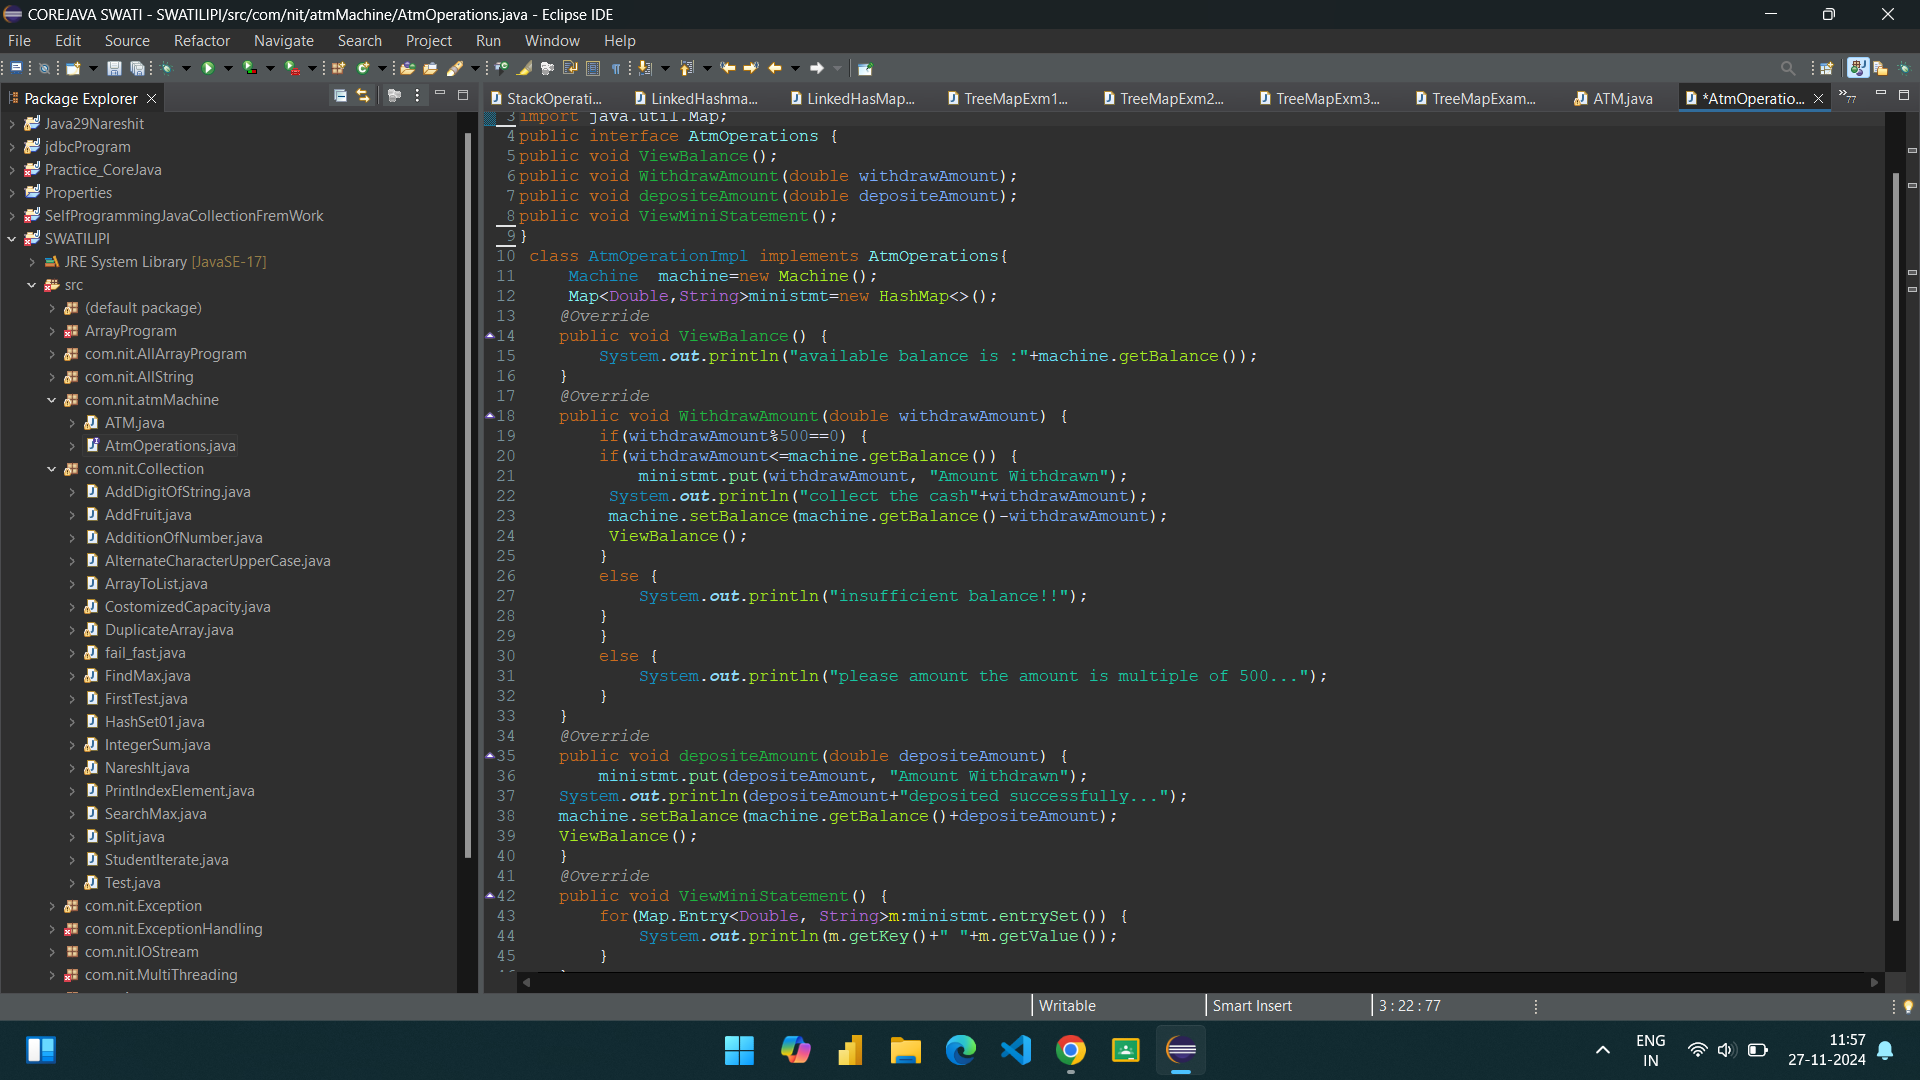 COREJAVA SWATI - SWATILIPI/src/com/nit/atmMachine/AtmOperations.java - Eclipse IDE
File Edit Source Refactor Navigate Search Project Run Window Help
Package Explorer
StackOperati... LinkedHashma... LinkedHasMap... TreeMapExm1... TreeMapExm2... TreeMapExm3... TreeMapExam... ATM.java *AtmOperatio... »77
Java29Nareshit
jdbcProgram
Practice_CoreJava
Properties
SelfProgrammingJavaCollectionFremWork
SWATILIPI
JRE System Library [JavaSE-17]
src
(default package)
ArrayProgram
com.nit.AllArrayProgram
com.nit.AllString
com.nit.atmMachine
ATM.java
AtmOperations.java
com.nit.Collection
AddDigitOfString.java
AddFruit.java
AdditionOfNumber.java
AlternateCharacterUpperCase.java
ArrayToList.java
CostomizedCapacity.java
DuplicateArray.java
fail_fast.java
FindMax.java
FirstTest.java
HashSet01.java
IntegerSum.java
NareshIt.java
PrintIndexElement.java
SearchMax.java
Split.java
StudentIterate.java
Test.java
com.nit.Exception
com.nit.ExceptionHandling
com.nit.IOStream
com.nit.MultiThreading
3 import java.util.Map;
4 public interface AtmOperations {
5 public void ViewBalance();
6 public void WithdrawAmount(double withdrawAmount);
7 public void depositeAmount(double depositeAmount);
8 public void ViewMiniStatement();
9 }
10 class AtmOperationImpl implements AtmOperations{
11 Machine machine=new Machine();
12 Map<Double,String>ministmt=new HashMap<>();
13 @Override
14 public void ViewBalance() {
15 System.out.println("available balance is :"+machine.getBalance());
16 }
17 @Override
18 public void WithdrawAmount(double withdrawAmount) {
19 if(withdrawAmount%500==0) {
20 if(withdrawAmount<=machine.getBalance()) {
21 ministmt.put(withdrawAmount, "Amount Withdrawn");
22 System.out.println("collect the cash"+withdrawAmount);
23 machine.setBalance(machine.getBalance()-withdrawAmount);
24 ViewBalance();
25 }
26 else {
27 System.out.println("insufficient balance!!");
28 }
29 }
30 else {
31 System.out.println("please amount the amount is multiple of 500...");
32 }
33 }
34 @Override
35 public void depositeAmount(double depositeAmount) {
36 ministmt.put(depositeAmount, "Amount Withdrawn");
37 System.out.println(depositeAmount+"deposited successfully...");
38 machine.setBalance(machine.getBalance()+depositeAmount);
39 ViewBalance();
40 }
41 @Override
42 public void ViewMiniStatement() {
43 for(Map.Entry<Double, String>m:ministmt.entrySet()) {
44 System.out.println(m.getKey()+" "+m.getValue());
45 }
Writable Smart Insert 3 : 22 : 77
ENG
IN
11:57
27-11-2024